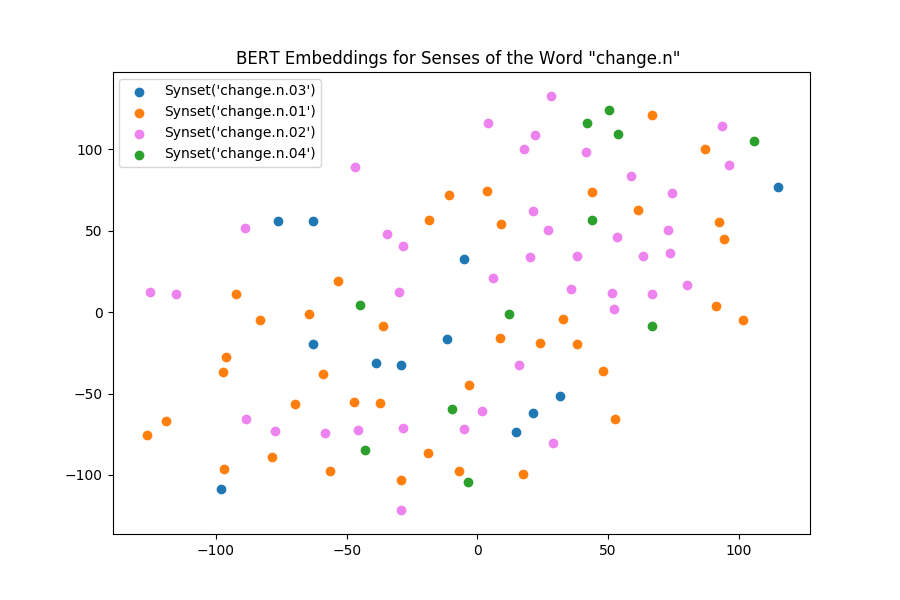 BERT Embeddings for Senses of the Word "change.n"
Synset('change.n.03')
Synset('change.n.01')
Synset('change.n.02')
Synset('change.n.04')
100
50
0
−50
−100
−100 −50 0 50 100